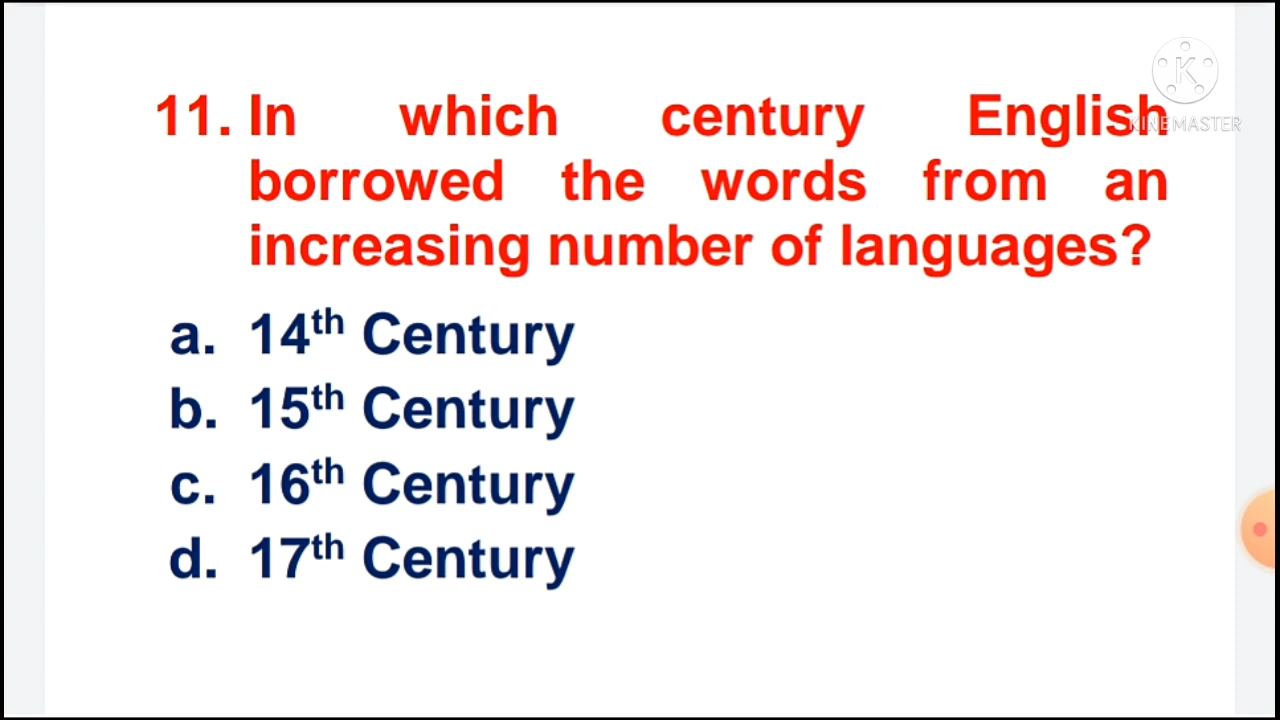 K
KINEMASTER
11. In which century English
borrowed the words from an
increasing number of languages?
a. 14th Century
b. 15th Century
c. 16th Century
d. 17th Century